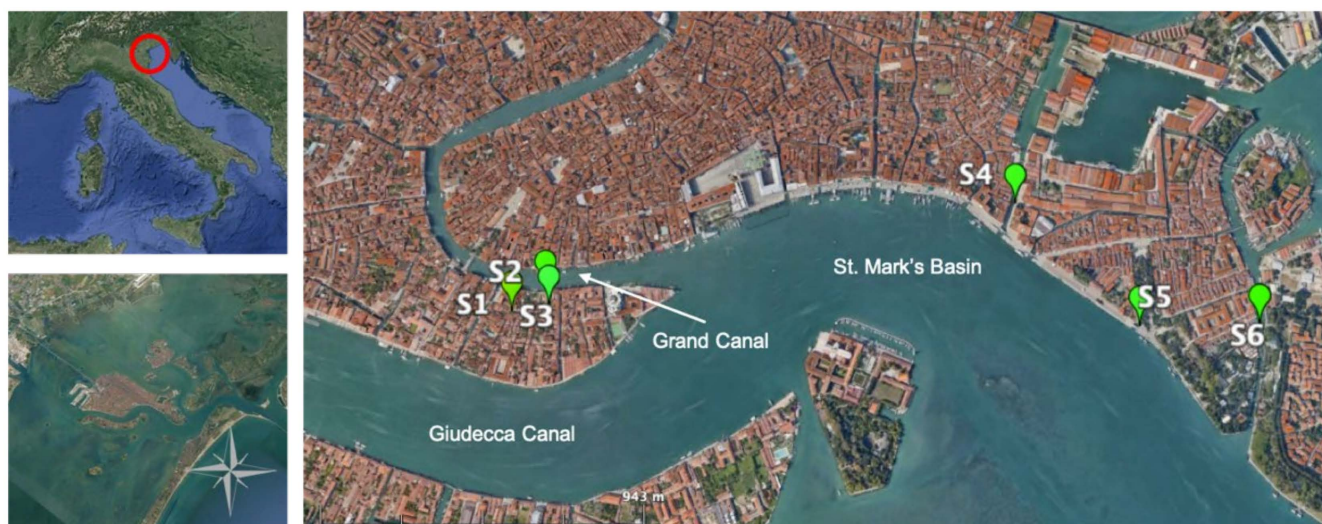 S4
St. Mark's Basin
S2
S1
S3
S5
Grand Canal
S6
Giudecca Canal
943 m